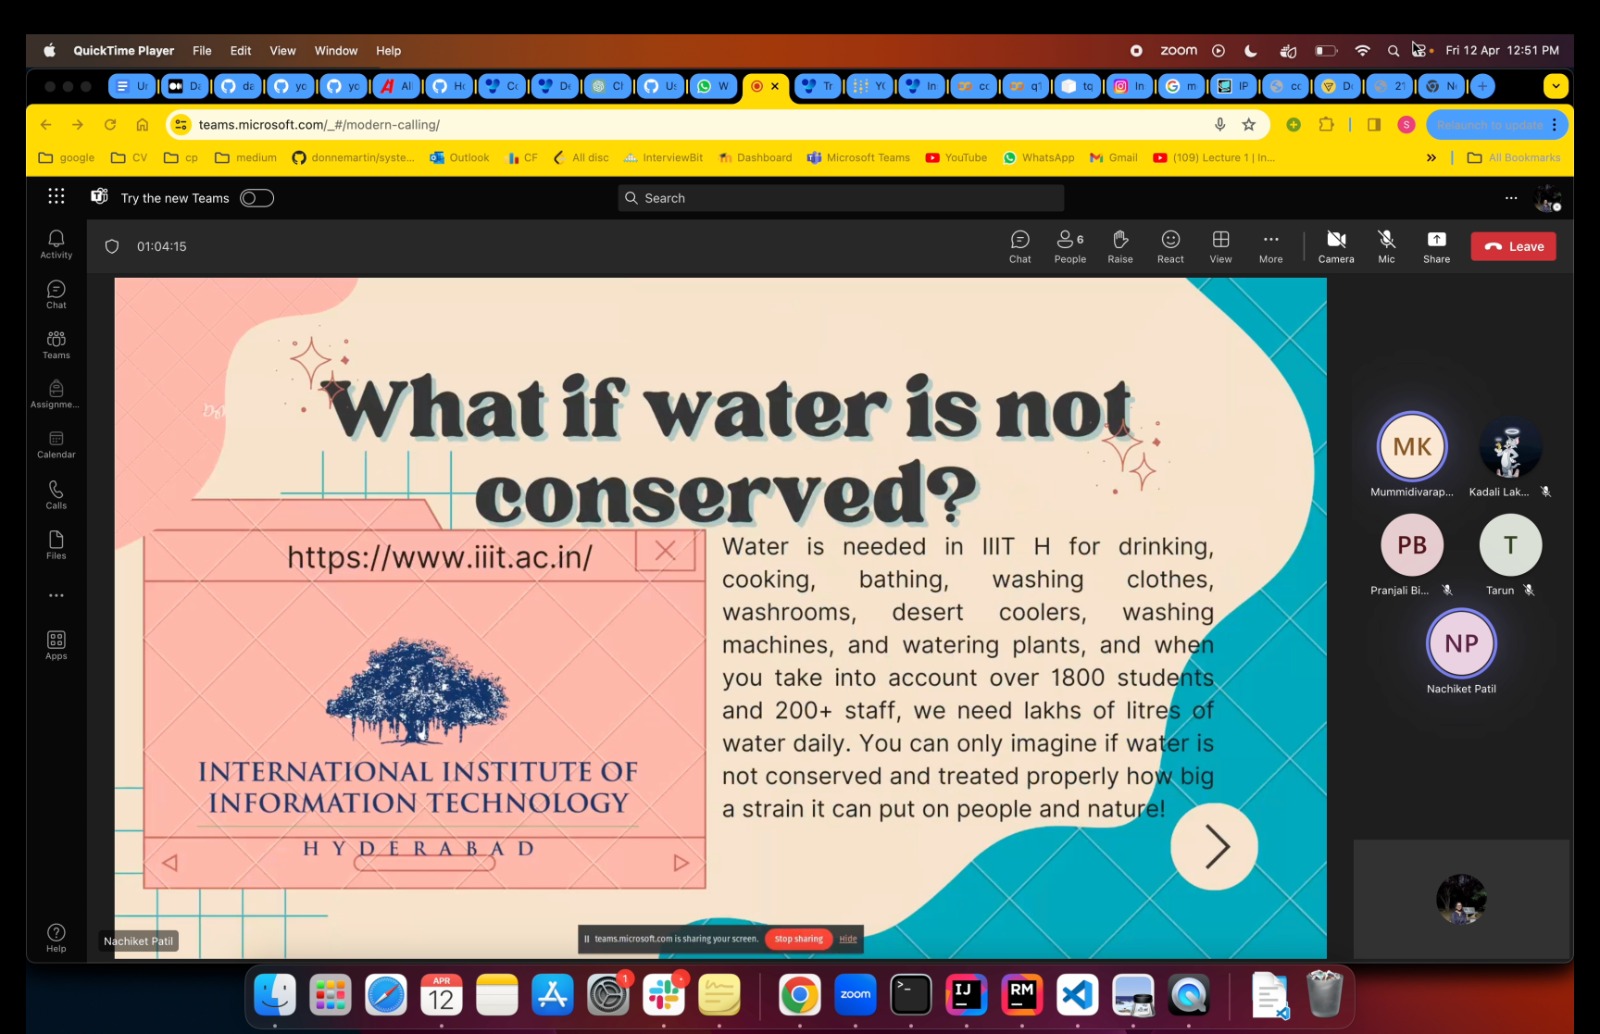 QuickTime Player File Edit View Window Help
zoom Fri 12 Apr 12:51 PM
teams.microsoft.com/_#/modern-calling/
Relaunch to update
google CV cp medium donnemartin/syste... Outlook CF All disc InterviewBit Dashboard Microsoft Teams YouTube WhatsApp Gmail (109) Lecture 1 | In... » All Bookmarks
Try the new Teams
Search
01:04:15
Chat
6
People
Raise
React
View
More
Camera
Mic
Share
Leave
Activity
Chat
Teams
Assignme...
Calendar
Calls
Files
Apps
Help
What if water is not
conserved?
https://www.iiit.ac.in/
INTERNATIONAL INSTITUTE OF
INFORMATION TECHNOLOGY
HYDERABAD
Water is needed in IIIT H for drinking,
cooking, bathing, washing clothes,
washrooms, desert coolers, washing
machines, and watering plants, and when
you take into account over 1800 students
and 200+ staff, we need lakhs of litres of
water daily. You can only imagine if water is
not conserved and treated properly how big
a strain it can put on people and nature!
Nachiket Patil
teams.microsoft.com is sharing your screen. Stop sharing Hide
MK
Mummidivarap...
Kadali Lak...
PB
Pranjali Bi...
T
Tarun
NP
Nachiket Patil
APR
12
1
zoom
IJ
RM